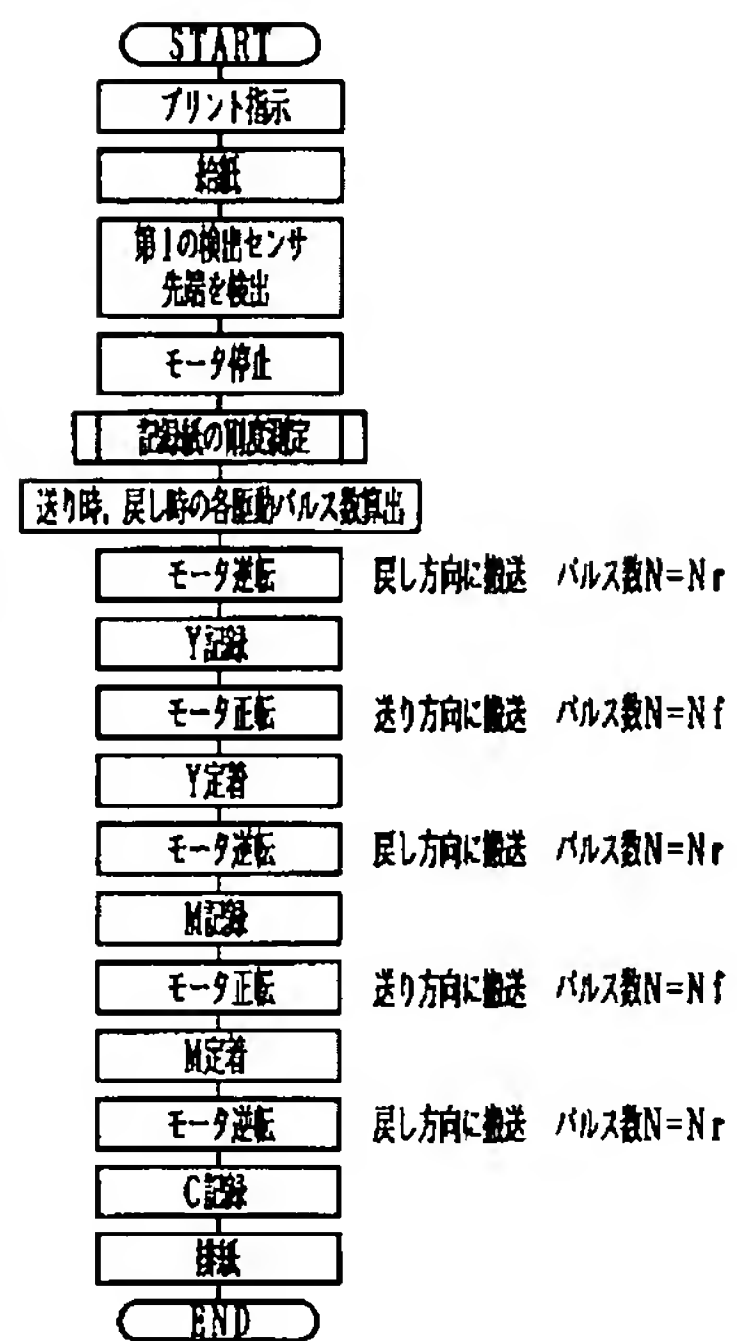 START
プリント指示
給紙
第1の検出センサ
先端を検出
モータ停止
記録紙の剛度測定
送り時, 戻し時の各駆動パルス数算出
モータ逆転 戻し方向に搬送 パルス数N=Nr
Y記録
モータ正転 送り方向に搬送 パルス数N=Nf
Y定着
モータ逆転 戻し方向に搬送 パルス数N=Nr
M記録
モータ正転 送り方向に搬送 パルス数N=Nf
M定着
モータ逆転 戻し方向に搬送 パルス数N=Nr
C記録
排紙
END